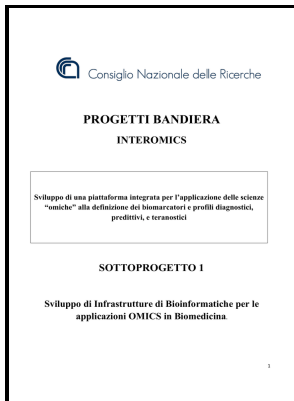 Consiglio Nazionale delle Ricerche
PROGETTI BANDIERA
INTEROMICS
Sviluppo di una piattaforma integrata per l'applicazione delle scienze
"omiche" alla definizione dei biomarcatori e profili diagnostici,
predittivi, e teranostici
SOTTOPROGETTO 1
Sviluppo di Infrastrutture di Bioinformatiche per le
applicazioni OMICS in Biomedicina.
1